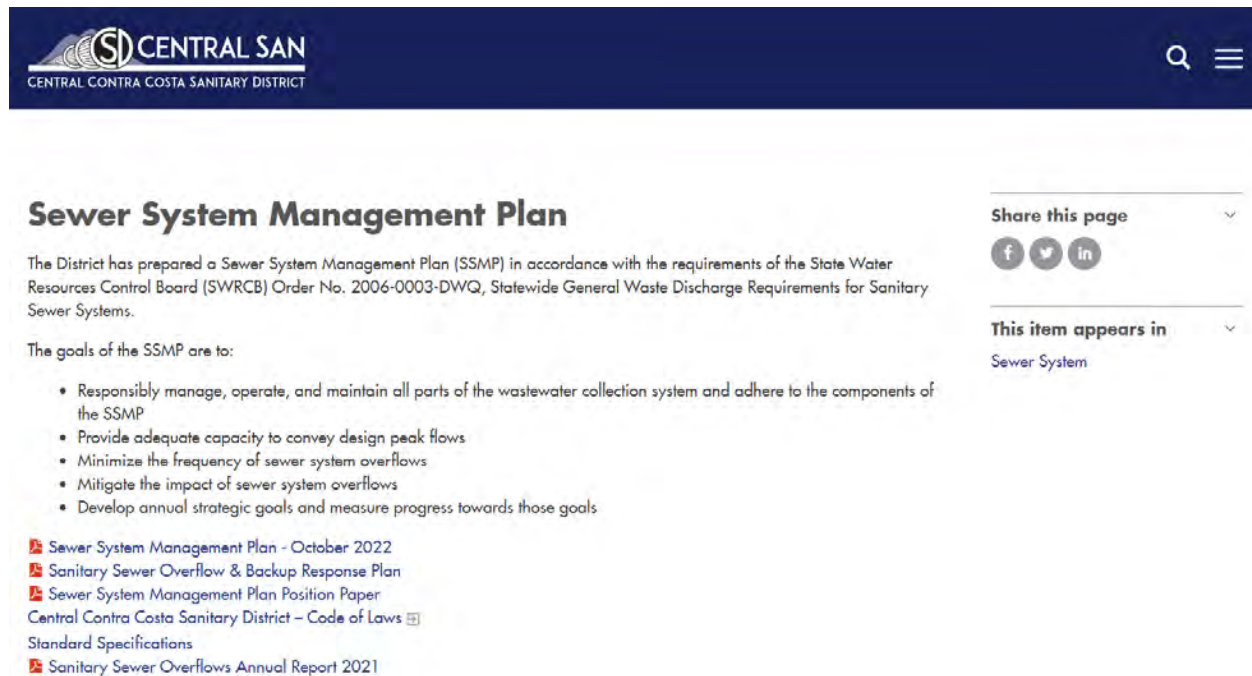 CENTRAL SAN
CENTRAL CONTRA COSTA SANITARY DISTRICT
Sewer System Management Plan
The District has prepared a Sewer System Management Plan (SSMP) in accordance with the requirements of the State Water
Resources Control Board (SWRCB) Order No. 2006-0003-DWQ, Statewide General Waste Discharge Requirements for Sanitary
Sewer Systems.
The goals of the SSMP are to:
• Responsibly manage, operate, and maintain all parts of the wastewater collection system and adhere to the components of
the SSMP
• Provide adequate capacity to convey design peak flows
• Minimize the frequency of sewer system overflows
• Mitigate the impact of sewer system overflows
• Develop annual strategic goals and measure progress towards those goals
Sewer System Management Plan - October 2022
Sanitary Sewer Overflow & Backup Response Plan
Sewer System Management Plan Position Paper
Central Contra Costa Sanitary District – Code of Laws
Standard Specifications
Sanitary Sewer Overflows Annual Report 2021
Share this page
This item appears in
Sewer System